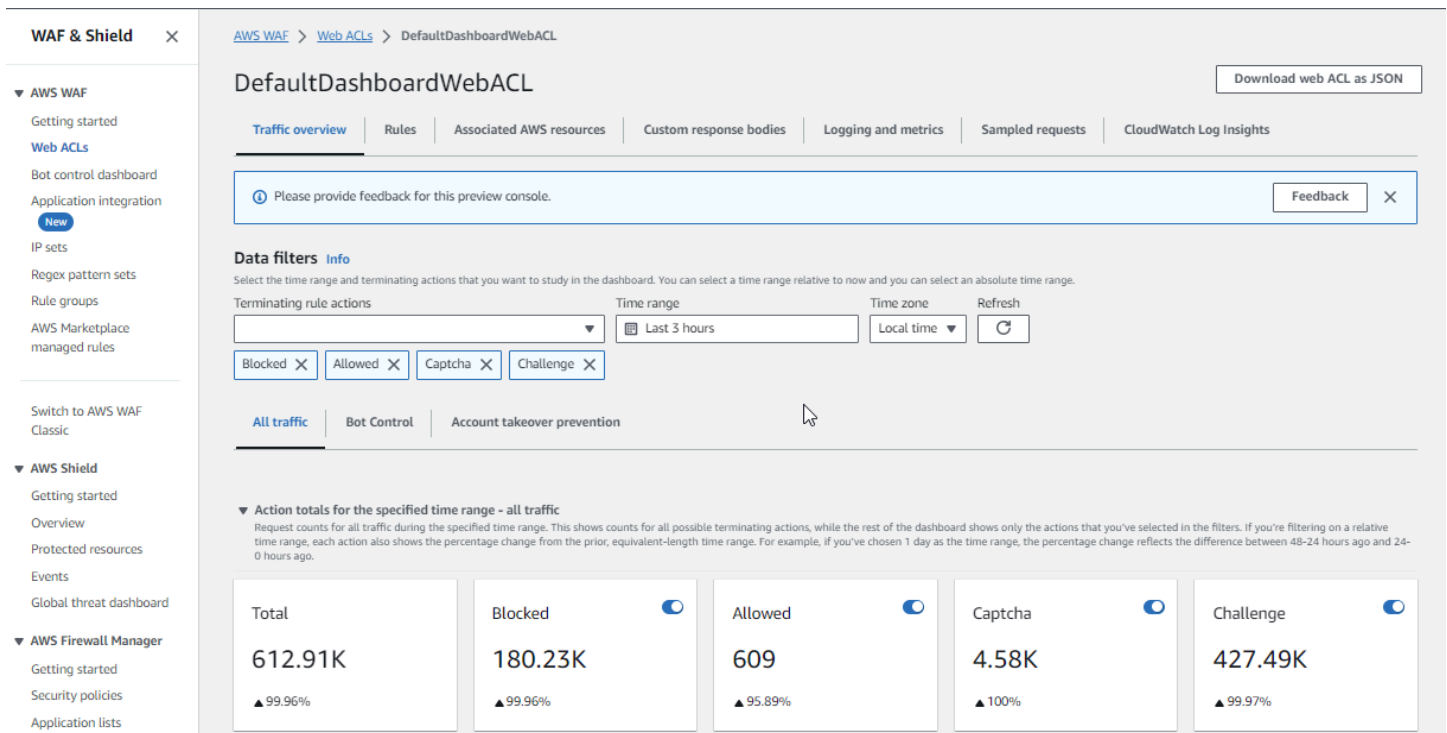 WAF & Shield
AWS WAF
Getting started
Web ACLs
Bot control dashboard
Application integration
New
IP sets
Regex pattern sets
Rule groups
AWS Marketplace
managed rules
Switch to AWS WAF
Classic
AWS Shield
Getting started
Overview
Protected resources
Events
Global threat dashboard
AWS Firewall Manager
Getting started
Security policies
Application lists
AWS WAF > Web ACLs > DefaultDashboardWebACL
DefaultDashboardWebACL
Download web ACL as JSON
Traffic overview
Rules
Associated AWS resources
Custom response bodies
Logging and metrics
Sampled requests
CloudWatch Log Insights
Please provide feedback for this preview console.
Feedback
Data filters Info
Select the time range and terminating actions that you want to study in the dashboard. You can select a time range relative to now and you can select an absolute time range.
Terminating rule actions
Time range
Last 3 hours
Time zone
Local time
Refresh
Blocked
Allowed
Captcha
Challenge
All traffic
Bot Control
Account takeover prevention
Action totals for the specified time range - all traffic
Request counts for all traffic during the specified time range. This shows counts for all possible terminating actions, while the rest of the dashboard shows only the actions that you've selected in the filters. If you're filtering on a relative
time range, each action also shows the percentage change from the prior, equivalent-length time range. For example, if you've chosen 1 day as the time range, the percentage change reflects the difference between 48-24 hours ago and 24-
0 hours ago.
Total
612.91K
99.96%
Blocked
180.23K
99.96%
Allowed
609
95.89%
Captcha
4.58K
100%
Challenge
427.49K
99.97%